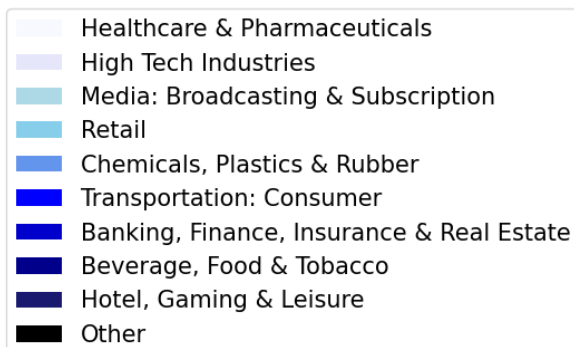 Healthcare & Pharmaceuticals
High Tech Industries
Media: Broadcasting & Subscription
Retail
Chemicals, Plastics & Rubber
Transportation: Consumer
Banking, Finance, Insurance & Real Estate
Beverage, Food & Tobacco
Hotel, Gaming & Leisure
Other